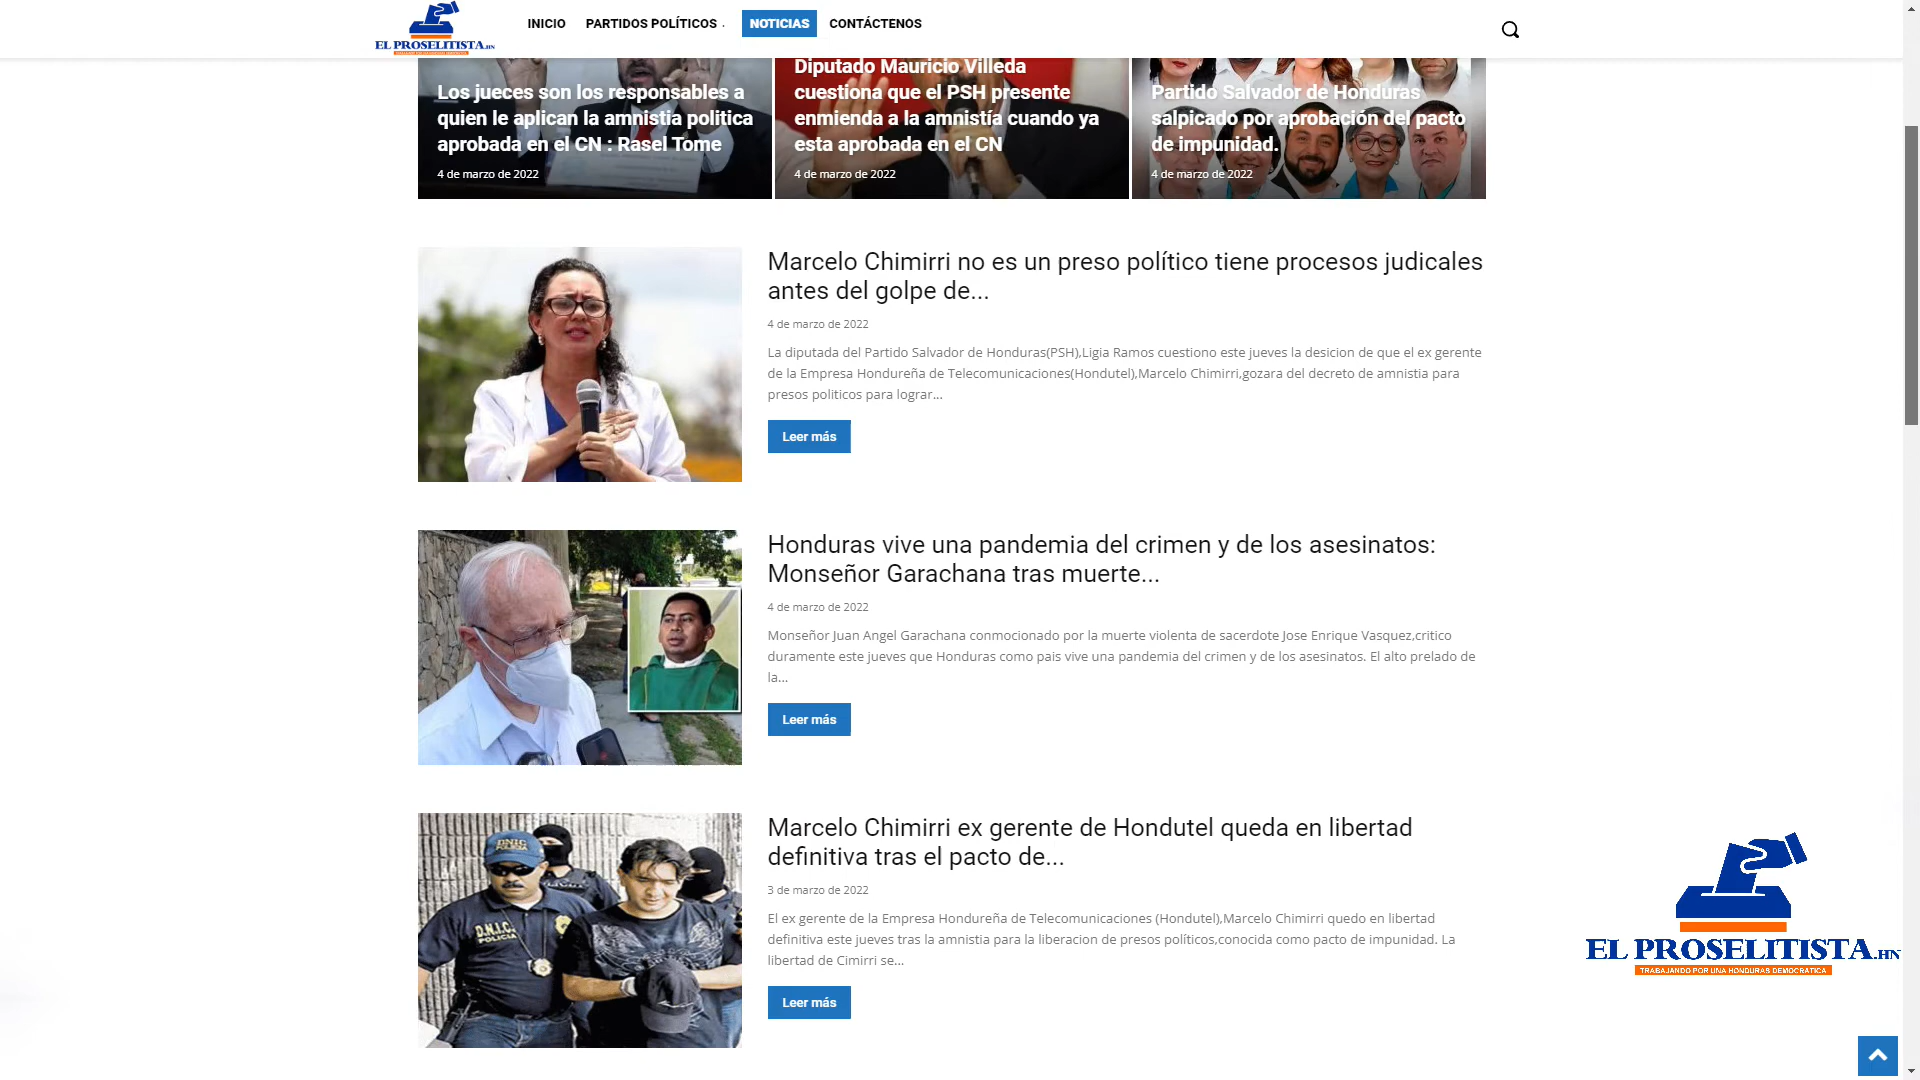 EL PROSELITISTA.HN
INICIO PARTIDOS POLÍTICOS NOTICIAS CONTÁCTENOS
Los jueces son los responsables a
quien le aplican la amnistia politica
aprobada en el CN : Rasel Tome
4 de marzo de 2022
Diputado Mauricio Villeda
cuestiona que el PSH presente
enmienda a la amnistía cuando ya
esta aprobada en el CN
4 de marzo de 2022
Partido Salvador de Honduras
salpicado por aprobación del pacto
de impunidad.
4 de marzo de 2022
Marcelo Chimirri no es un preso político tiene procesos judicales
antes del golpe de...
4 de marzo de 2022
La diputada del Partido Salvador de Honduras(PSH),Ligia Ramos cuestiono este jueves la desicion de que el ex gerente
de la Empresa Hondureña de Telecomunicaciones(Hondutel),Marcelo Chimirri,gozara del decreto de amnistia para
presos politicos para lograr...
Leer más
Honduras vive una pandemia del crimen y de los asesinatos:
Monseñor Garachana tras muerte...
4 de marzo de 2022
Monseñor Juan Angel Garachana conmocionado por la muerte violenta de sacerdote Jose Enrique Vasquez,critico
duramente este jueves que Honduras como pais vive una pandemia del crimen y de los asesinatos. El alto prelado de
la...
Leer más
Marcelo Chimirri ex gerente de Hondutel queda en libertad
definitiva tras el pacto de...
3 de marzo de 2022
El ex gerente de la Empresa Hondureña de Telecomunicaciones (Hondutel),Marcelo Chimirri quedo en libertad
definitiva este jueves tras la amnistia para la liberacion de presos políticos,conocida como pacto de impunidad. La
libertad de Cimirri se...
Leer más
DNIC
POLICIA
D.N.I.C.
POLICIA
EL PROSELITISTA.HN
TRABAJANDO POR UNA HONDURAS DEMOCRATICA